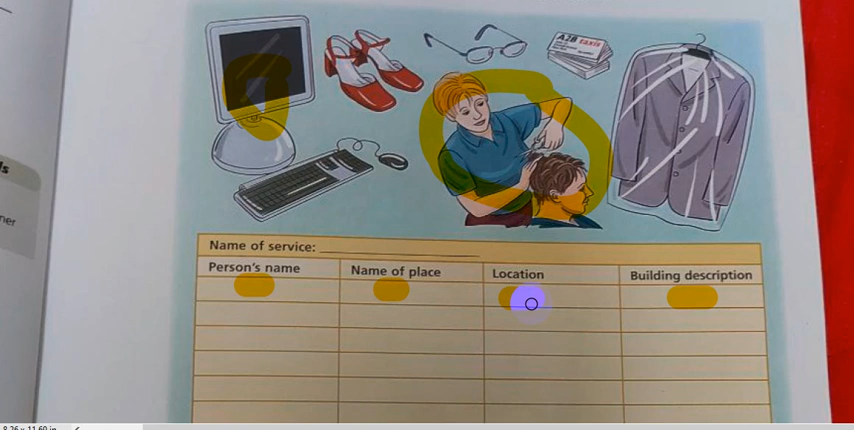 ls
ner
A2B TAXIS
Name of service:
Person's name
Name of place
Location
Building description
8.26 x 11.69 in